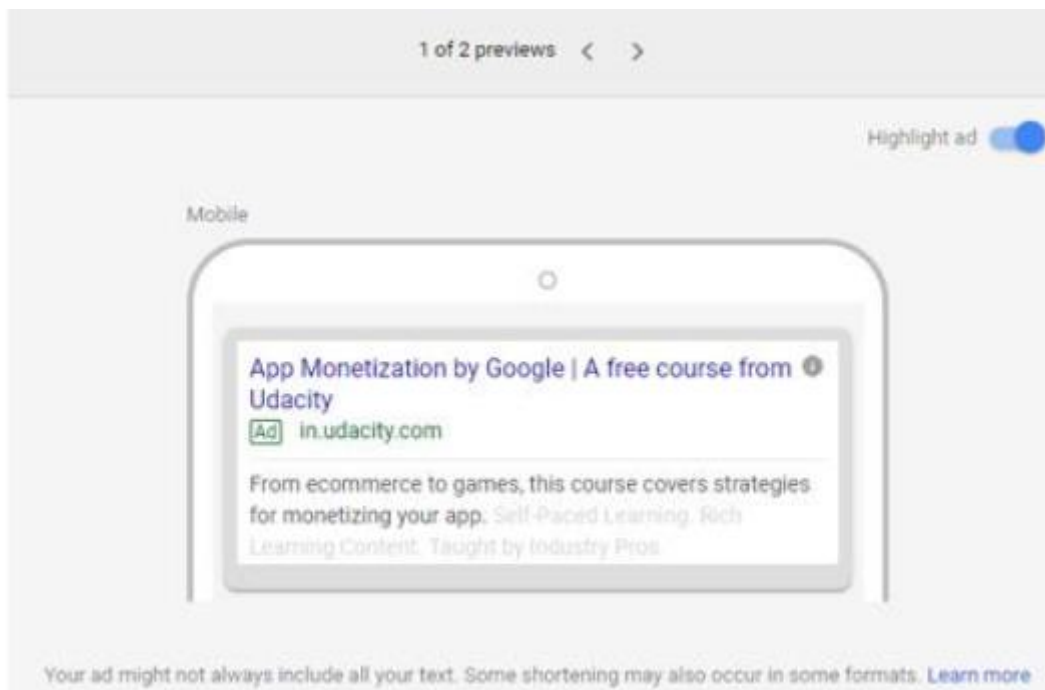 1 of 2 previews
Highlight ad
Mobile
App Monetization by Google | A free course from
Udacity
Ad in.udacity.com
From ecommerce to games, this course covers strategies
for monetizing your app. Self-Paced Learning. Rich
Learning Content. Taught by Industry Pros
Your ad might not always include all your text. Some shortening may also occur in some formats. Learn more